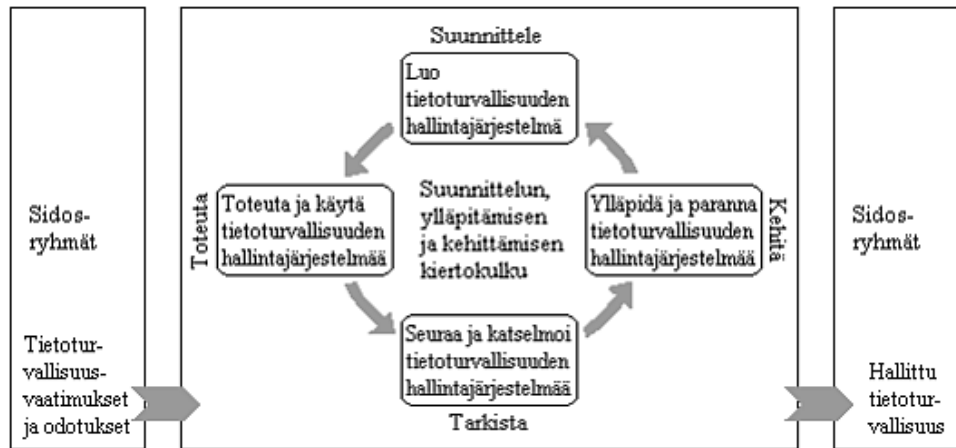 Sidos-
ryhmät
Tietotur-
vallisuus-
vaatimukset
ja odotukset
Suunnittele
Luo
tietoturvallisuuden
hallintajärjestelmä
Toteuta
Toteuta ja käytä
tietoturvallisuuden
hallintajärjestelmää
Suunnittelun,
ylläpitämisen
ja kehittämisen
kiertokulku
Ylläpidä ja paranna
tietoturvallisuuden
hallintajärjestelmää
Kehitä
Seuraa ja katselmoi
tietoturvallisuuden
hallintajärjestelmää
Tarkista
Sidos-
ryhmät
Hallittu
tietotur-
vallisuus